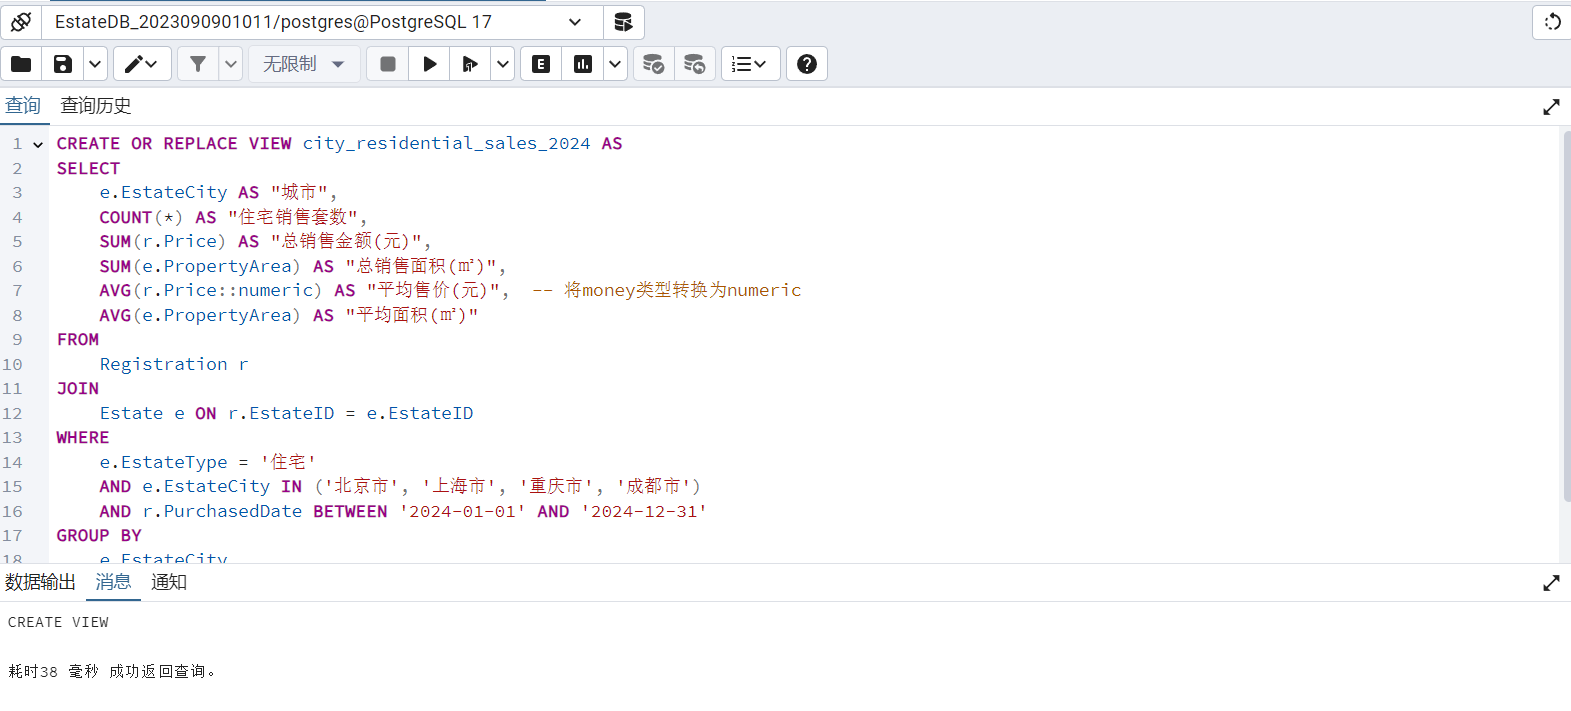 EstateDB_2023090901011/postgres@PostgreSQL 17
无限制
E
查询 查询历史
1 CREATE OR REPLACE VIEW city_residential_sales_2024 AS
2 SELECT
3 e.EstateCity AS "城市",
4 COUNT(*) AS "住宅销售套数",
5 SUM(r.Price) AS "总销售金额(元)",
6 SUM(e.PropertyArea) AS "总销售面积(㎡)",
7 AVG(r.Price::numeric) AS "平均售价(元)", -- 将money类型转换为numeric
8 AVG(e.PropertyArea) AS "平均面积(㎡)"
9 FROM
10 Registration r
11 JOIN
12 Estate e ON r.EstateID = e.EstateID
13 WHERE
14 e.EstateType = '住宅'
15 AND e.EstateCity IN ('北京市', '上海市', '重庆市', '成都市')
16 AND r.PurchasedDate BETWEEN '2024-01-01' AND '2024-12-31'
17 GROUP BY
18 e.EstateCity
数据输出 消息 通知
CREATE VIEW
耗时38 毫秒 成功返回查询。